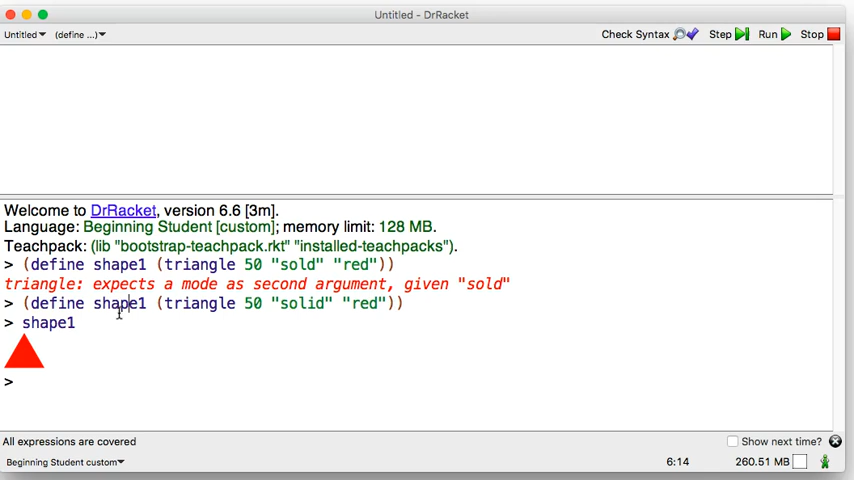 Untitled - DrRacket
Untitled▼ (define ...)▼ Check Syntax Step Run Stop
Welcome to DrRacket, version 6.6 [3m].
Language: Beginning Student [custom]; memory limit: 128 MB.
Teachpack: (lib "bootstrap-teachpack.rkt" "installed-teachpacks").
> (define shape1 (triangle 50 "sold" "red"))
triangle: expects a mode as second argument, given "sold"
> (define shape1 (triangle 50 "solid" "red"))
> shape1
>
All expressions are covered Show next time?
Beginning Student custom▼ 6:14 260.51 MB